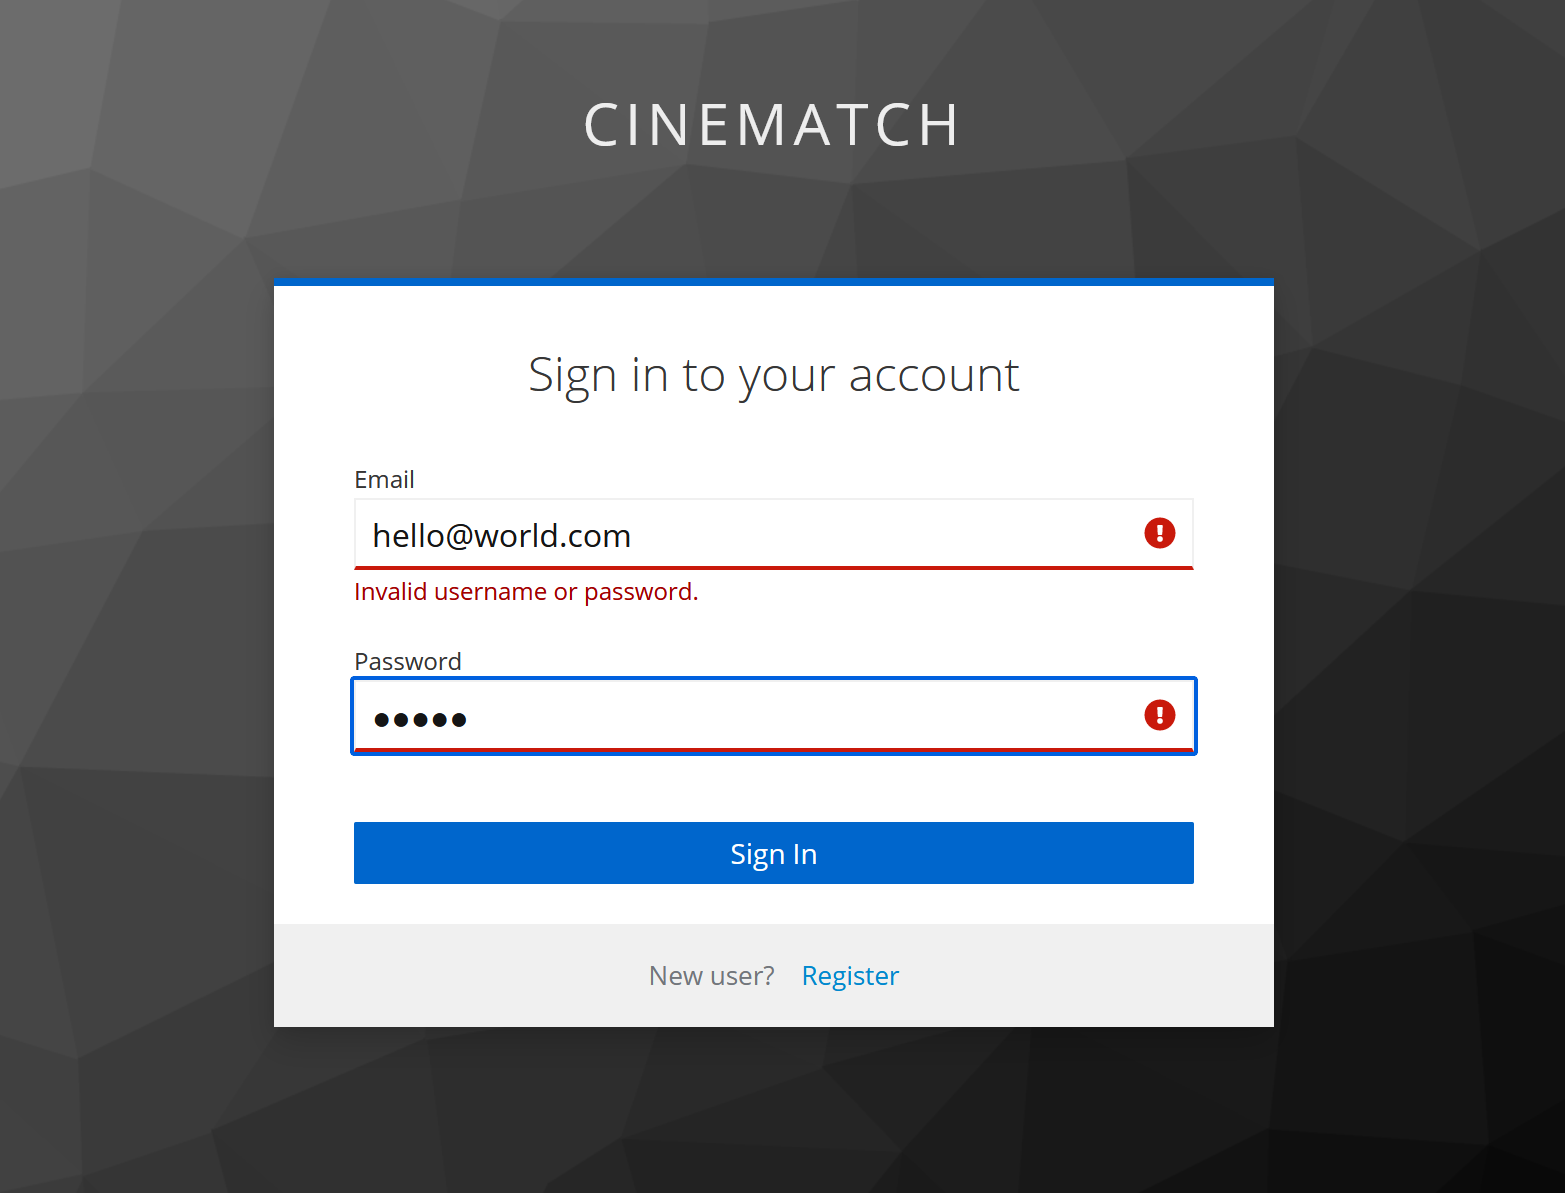 CINEMATCH
Sign in to your account
Email
hello@world.com
Invalid username or password.
Password
●●●●●
Sign In
New user? Register